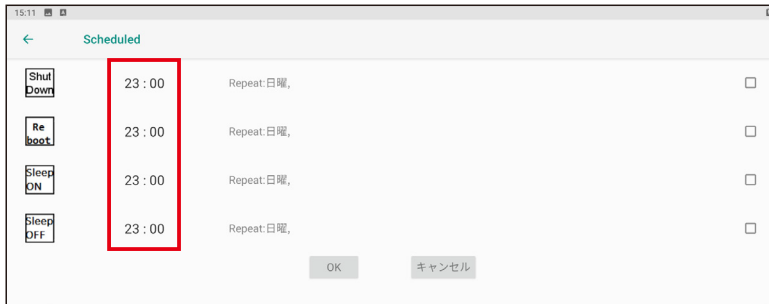 15:11
← Scheduled
Shut Down 23:00 Repeat:日曜,
Re boot 23:00 Repeat:日曜,
Sleep ON 23:00 Repeat:日曜,
Sleep OFF 23:00 Repeat:日曜,
OK キャンセル